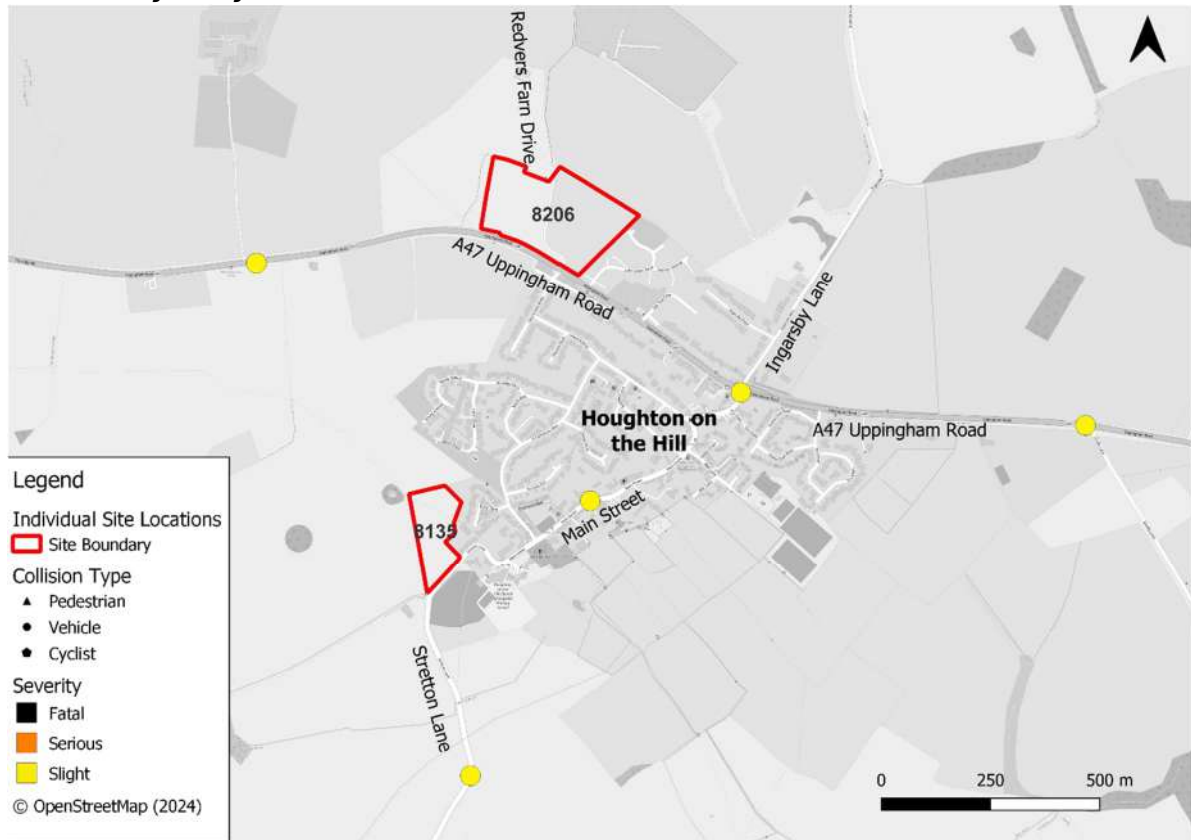 Redvers Farn Drive
8206
A47 Uppingham Road
Ingarsby Lane
Houghton on
the Hill
A47 Uppingham Road
Main Street
8135
Stretton Lane
Legend
Individual Site Locations
Site Boundary
Collision Type
Pedestrian
Vehicle
Cyclist
Severity
Fatal
Serious
Slight
© OpenStreetMap (2024)
0 250 500 m